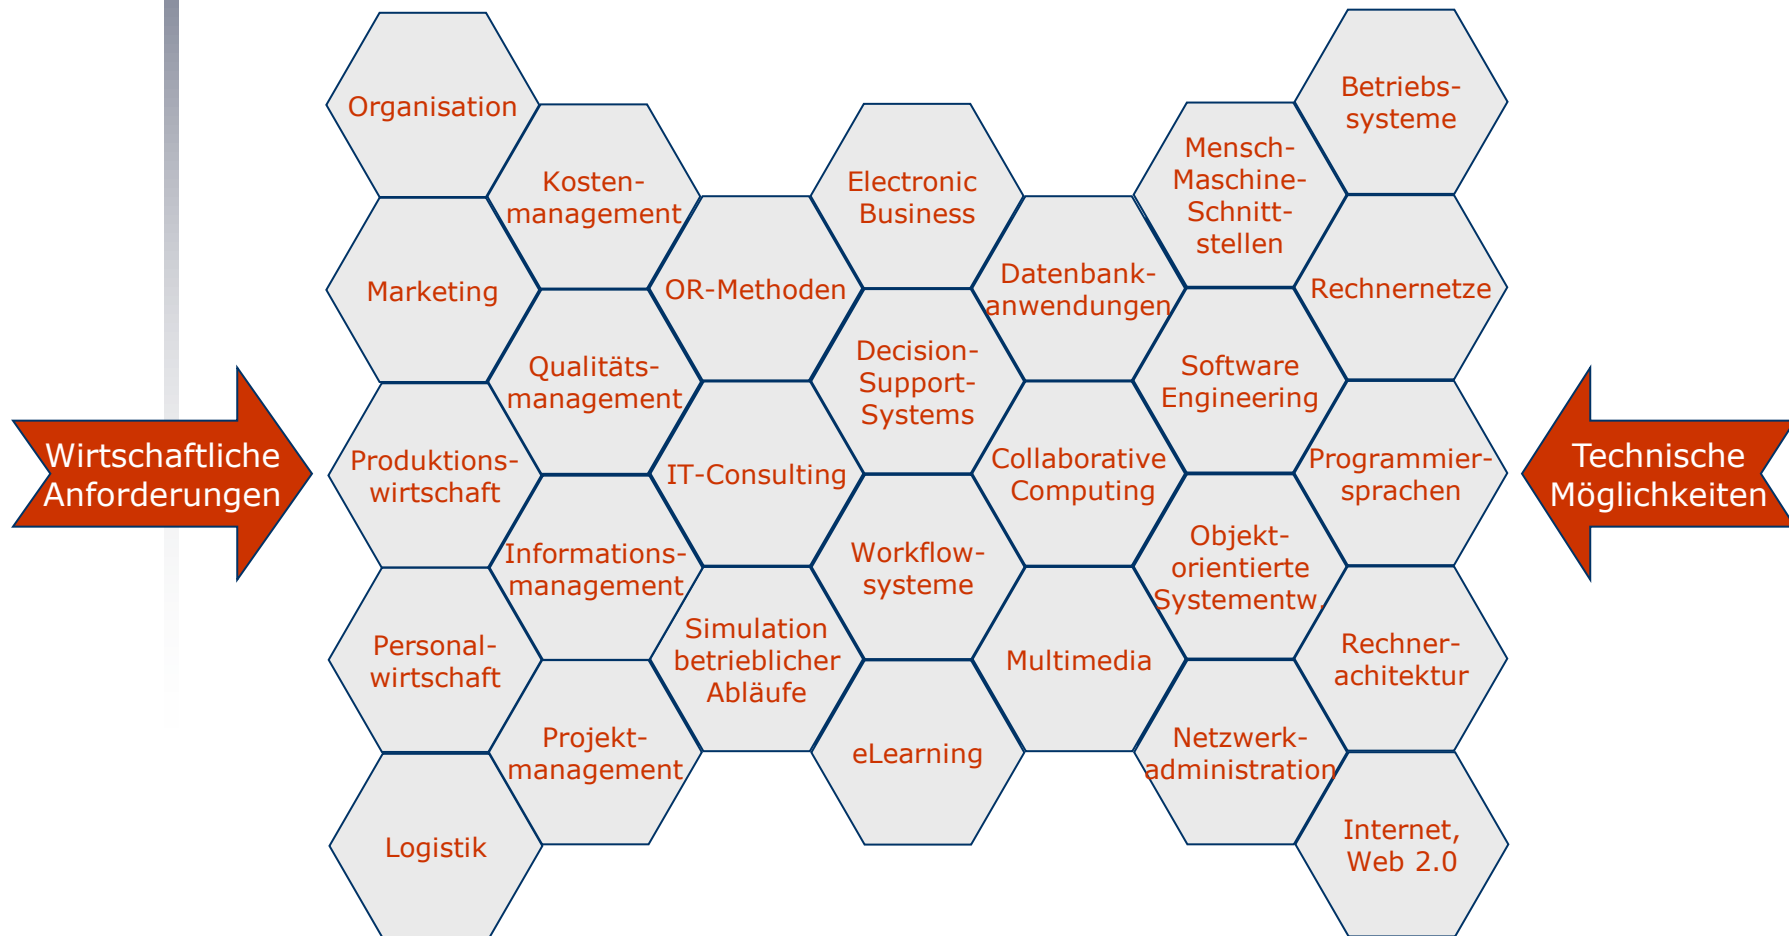 Wirtschaftliche
Anforderungen
Organisation
Marketing
Produktions-
wirtschaft
Personal-
wirtschaft
Logistik
Kosten-
management
Qualitäts-
management
Informations-
management
Projekt-
management
OR-Methoden
IT-Consulting
Simulation
betrieblicher
Abläufe
Electronic
Business
Decision-
Support-
Systems
Workflow-
systeme
eLearning
Datenbank-
anwendungen
Collaborative
Computing
Multimedia
Mensch-
Maschine-
Schnitt-
stellen
Software
Engineering
Objekt-
orientierte
Systementw.
Netzwerk-
administration
Betriebs-
systeme
Rechnernetze
Programmier-
sprachen
Rechner-
achitektur
Internet,
Web 2.0
Technische
Möglichkeiten